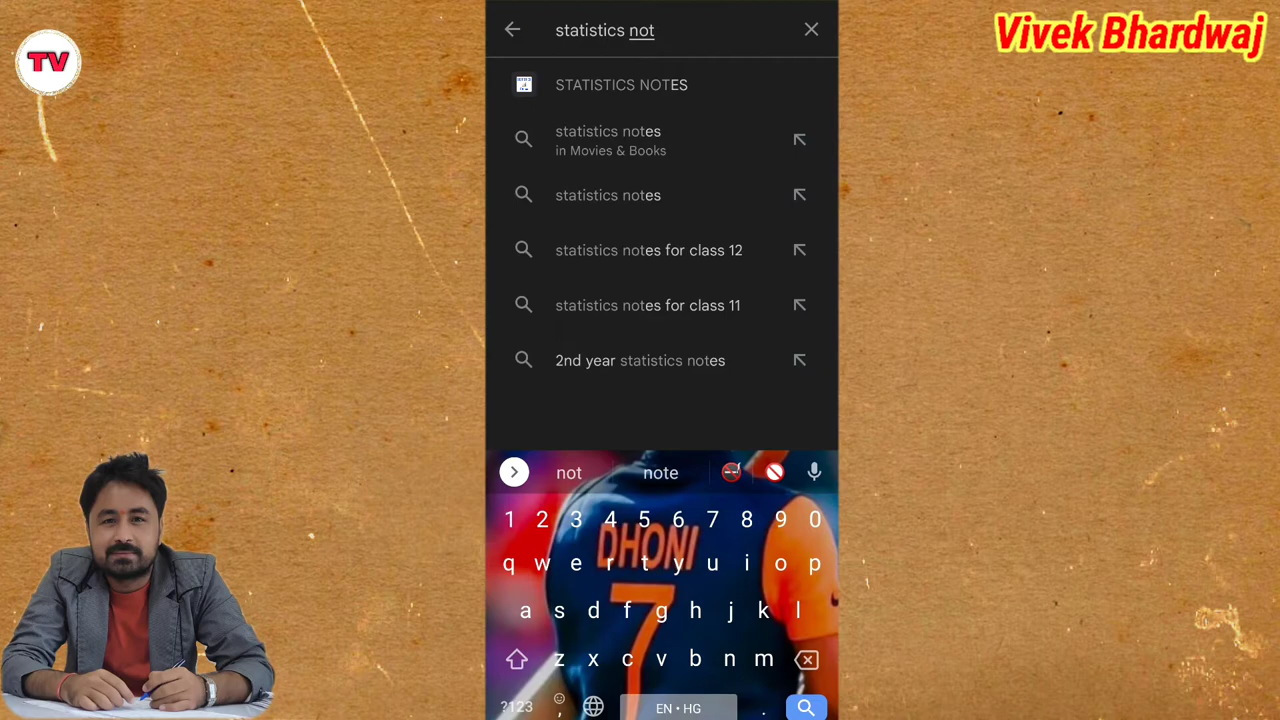 TV
Vivek Bhardwaj
statistics not
STATISTICS NOTES
statistics notes
in Movies & Books
statistics notes
statistics notes for class 12
statistics notes for class 11
2nd year statistics notes
not note
DHONI
7
1 2 3 4 5 6 7 8 9 0
q w e r t y u i o p
a s d f g h j k l
z x c v b n m
?123 , EN • HG .